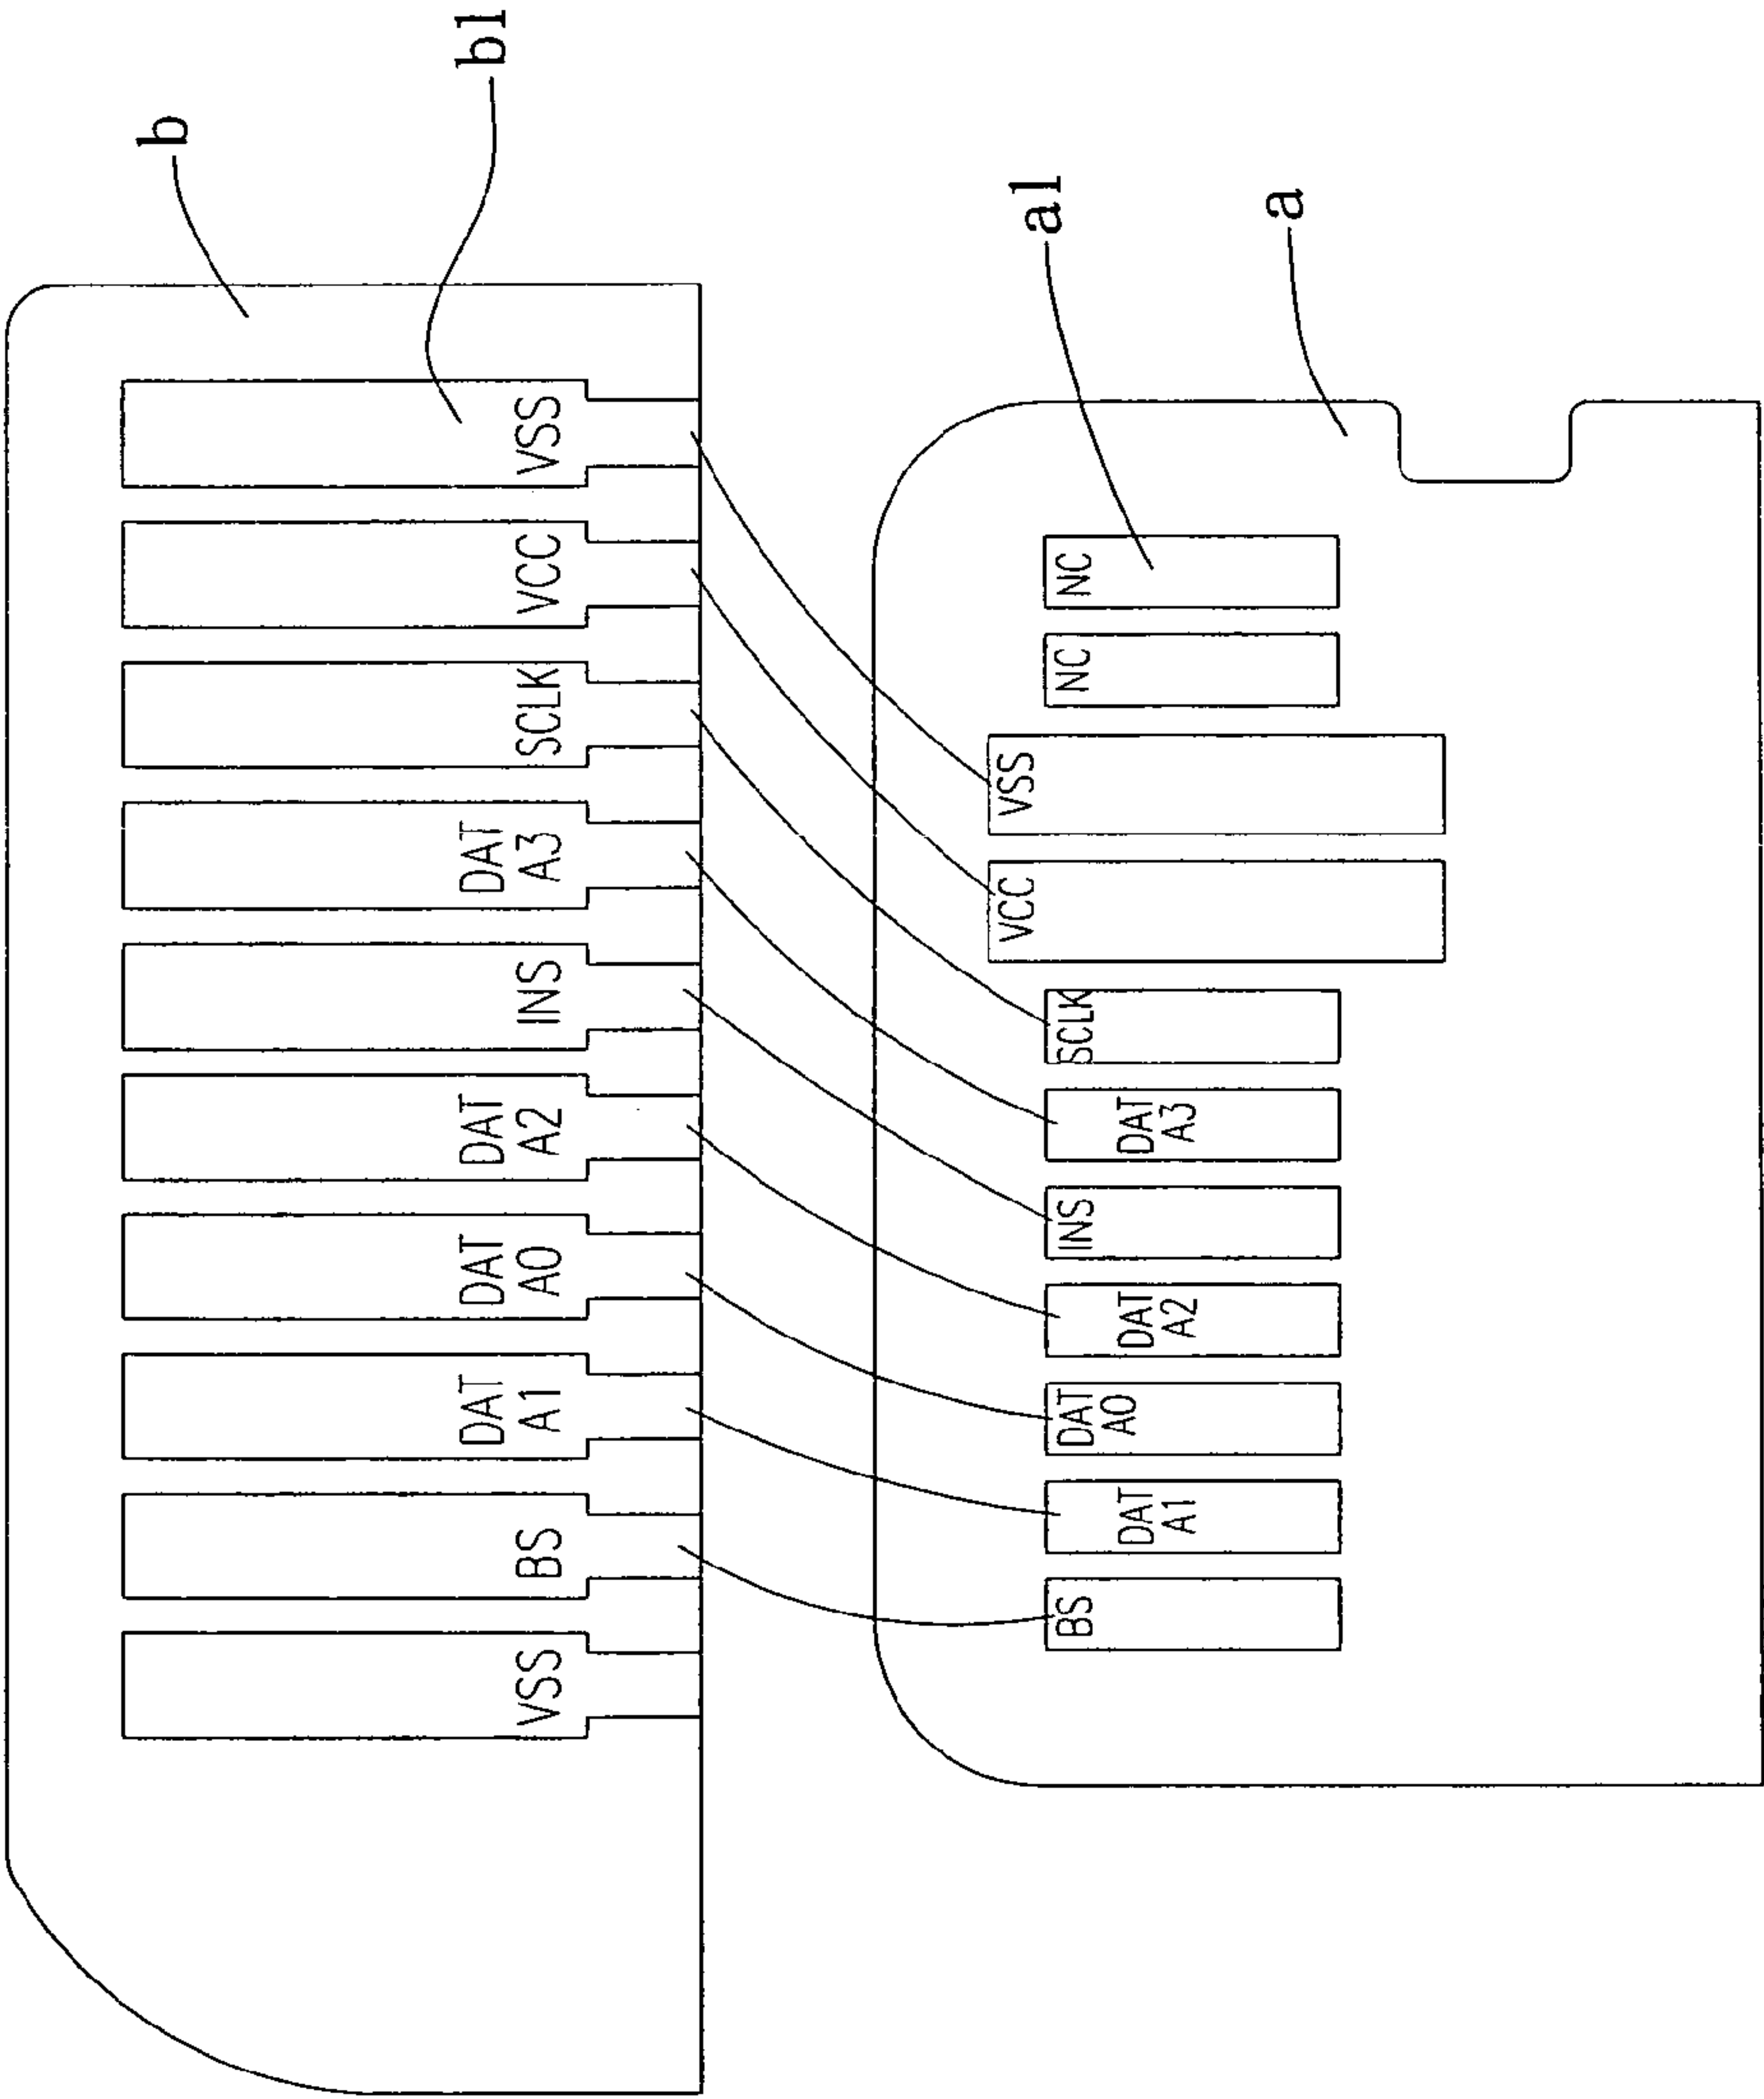 b
b1
VSS
BS
DAT
A1
DAT
A0
DAT
A2
INS
DAT
A3
SCLK
VCC
VSS
BS
DAT
A1
DAT
A0
DAT
A2
INS
DAT
A3
SCLK
VCC
VSS
NC
NC
a1
a